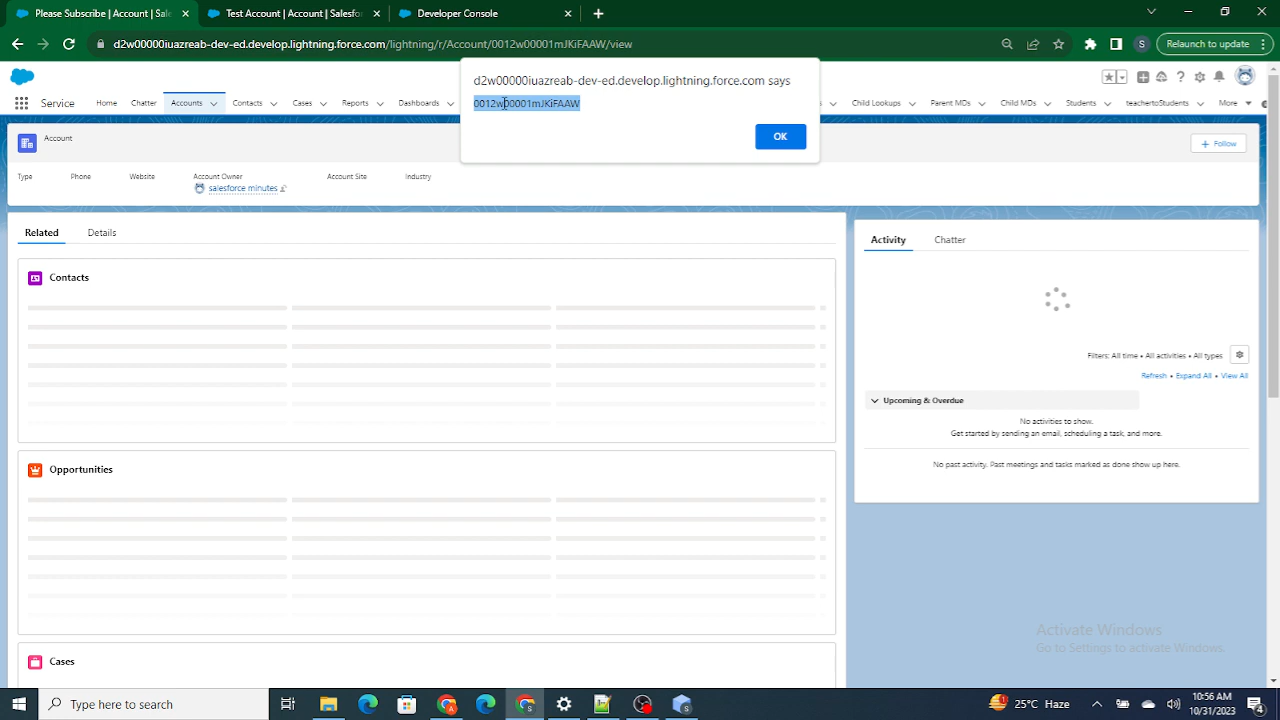 Please Subscribe | Account | Sal
Test Account | Account | Salesfo
Developer Console
d2w00000iuazreab-dev-ed.develop.lightning.force.com/lightning/r/Account/0012w00001mJKiFAAW/view
S
Relaunch to update
d2w00000iuazreab-dev-ed.develop.lightning.force.com says
0012w00001mJKiFAAW
OK
Service
Home
Chatter
Accounts
Contacts
Cases
Reports
Dashboards
Child Lookups
Parent MDs
Child MDs
Students
teachertoStudents
More
Account
+ Follow
Type
Phone
Website
Account Owner
Account Site
Industry
salesforce minutes
Related
Details
Contacts
Opportunities
Cases
Activity
Chatter
Filters: All time • All activities • All types
Refresh • Expand All • View All
Upcoming & Overdue
No activities to show.
Get started by sending an email, scheduling a task, and more.
No past activity. Past meetings and tasks marked as done show up here.
Activate Windows
Go to Settings to activate Windows.
Type here to search
1
25°C Haze
10:56 AM
10/31/2023
4